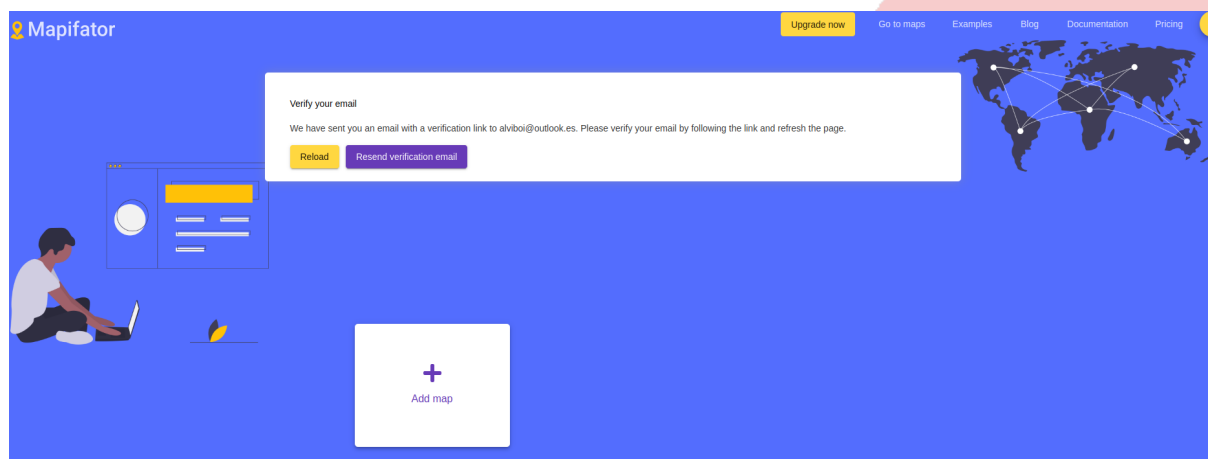 Mapifator
Upgrade now
Go to maps
Examples
Blog
Documentation
Pricing
Verify your email
We have sent you an email with a verification link to alviboi@outlook.es. Please verify your email by following the link and refresh the page.
Reload
Resend verification email
Add map